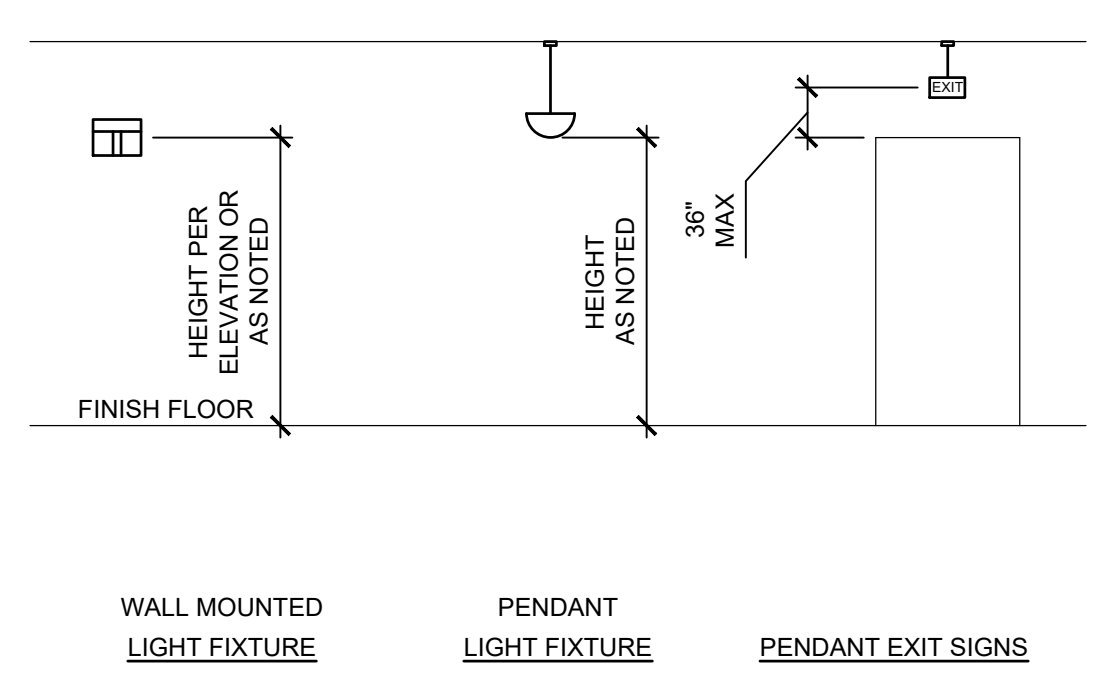 EXIT
HEIGHT PER
ELEVATION OR
AS NOTED
HEIGHT
AS NOTED
36"
MAX
FINISH FLOOR
WALL MOUNTED
LIGHT FIXTURE
PENDANT
LIGHT FIXTURE
PENDANT EXIT SIGNS